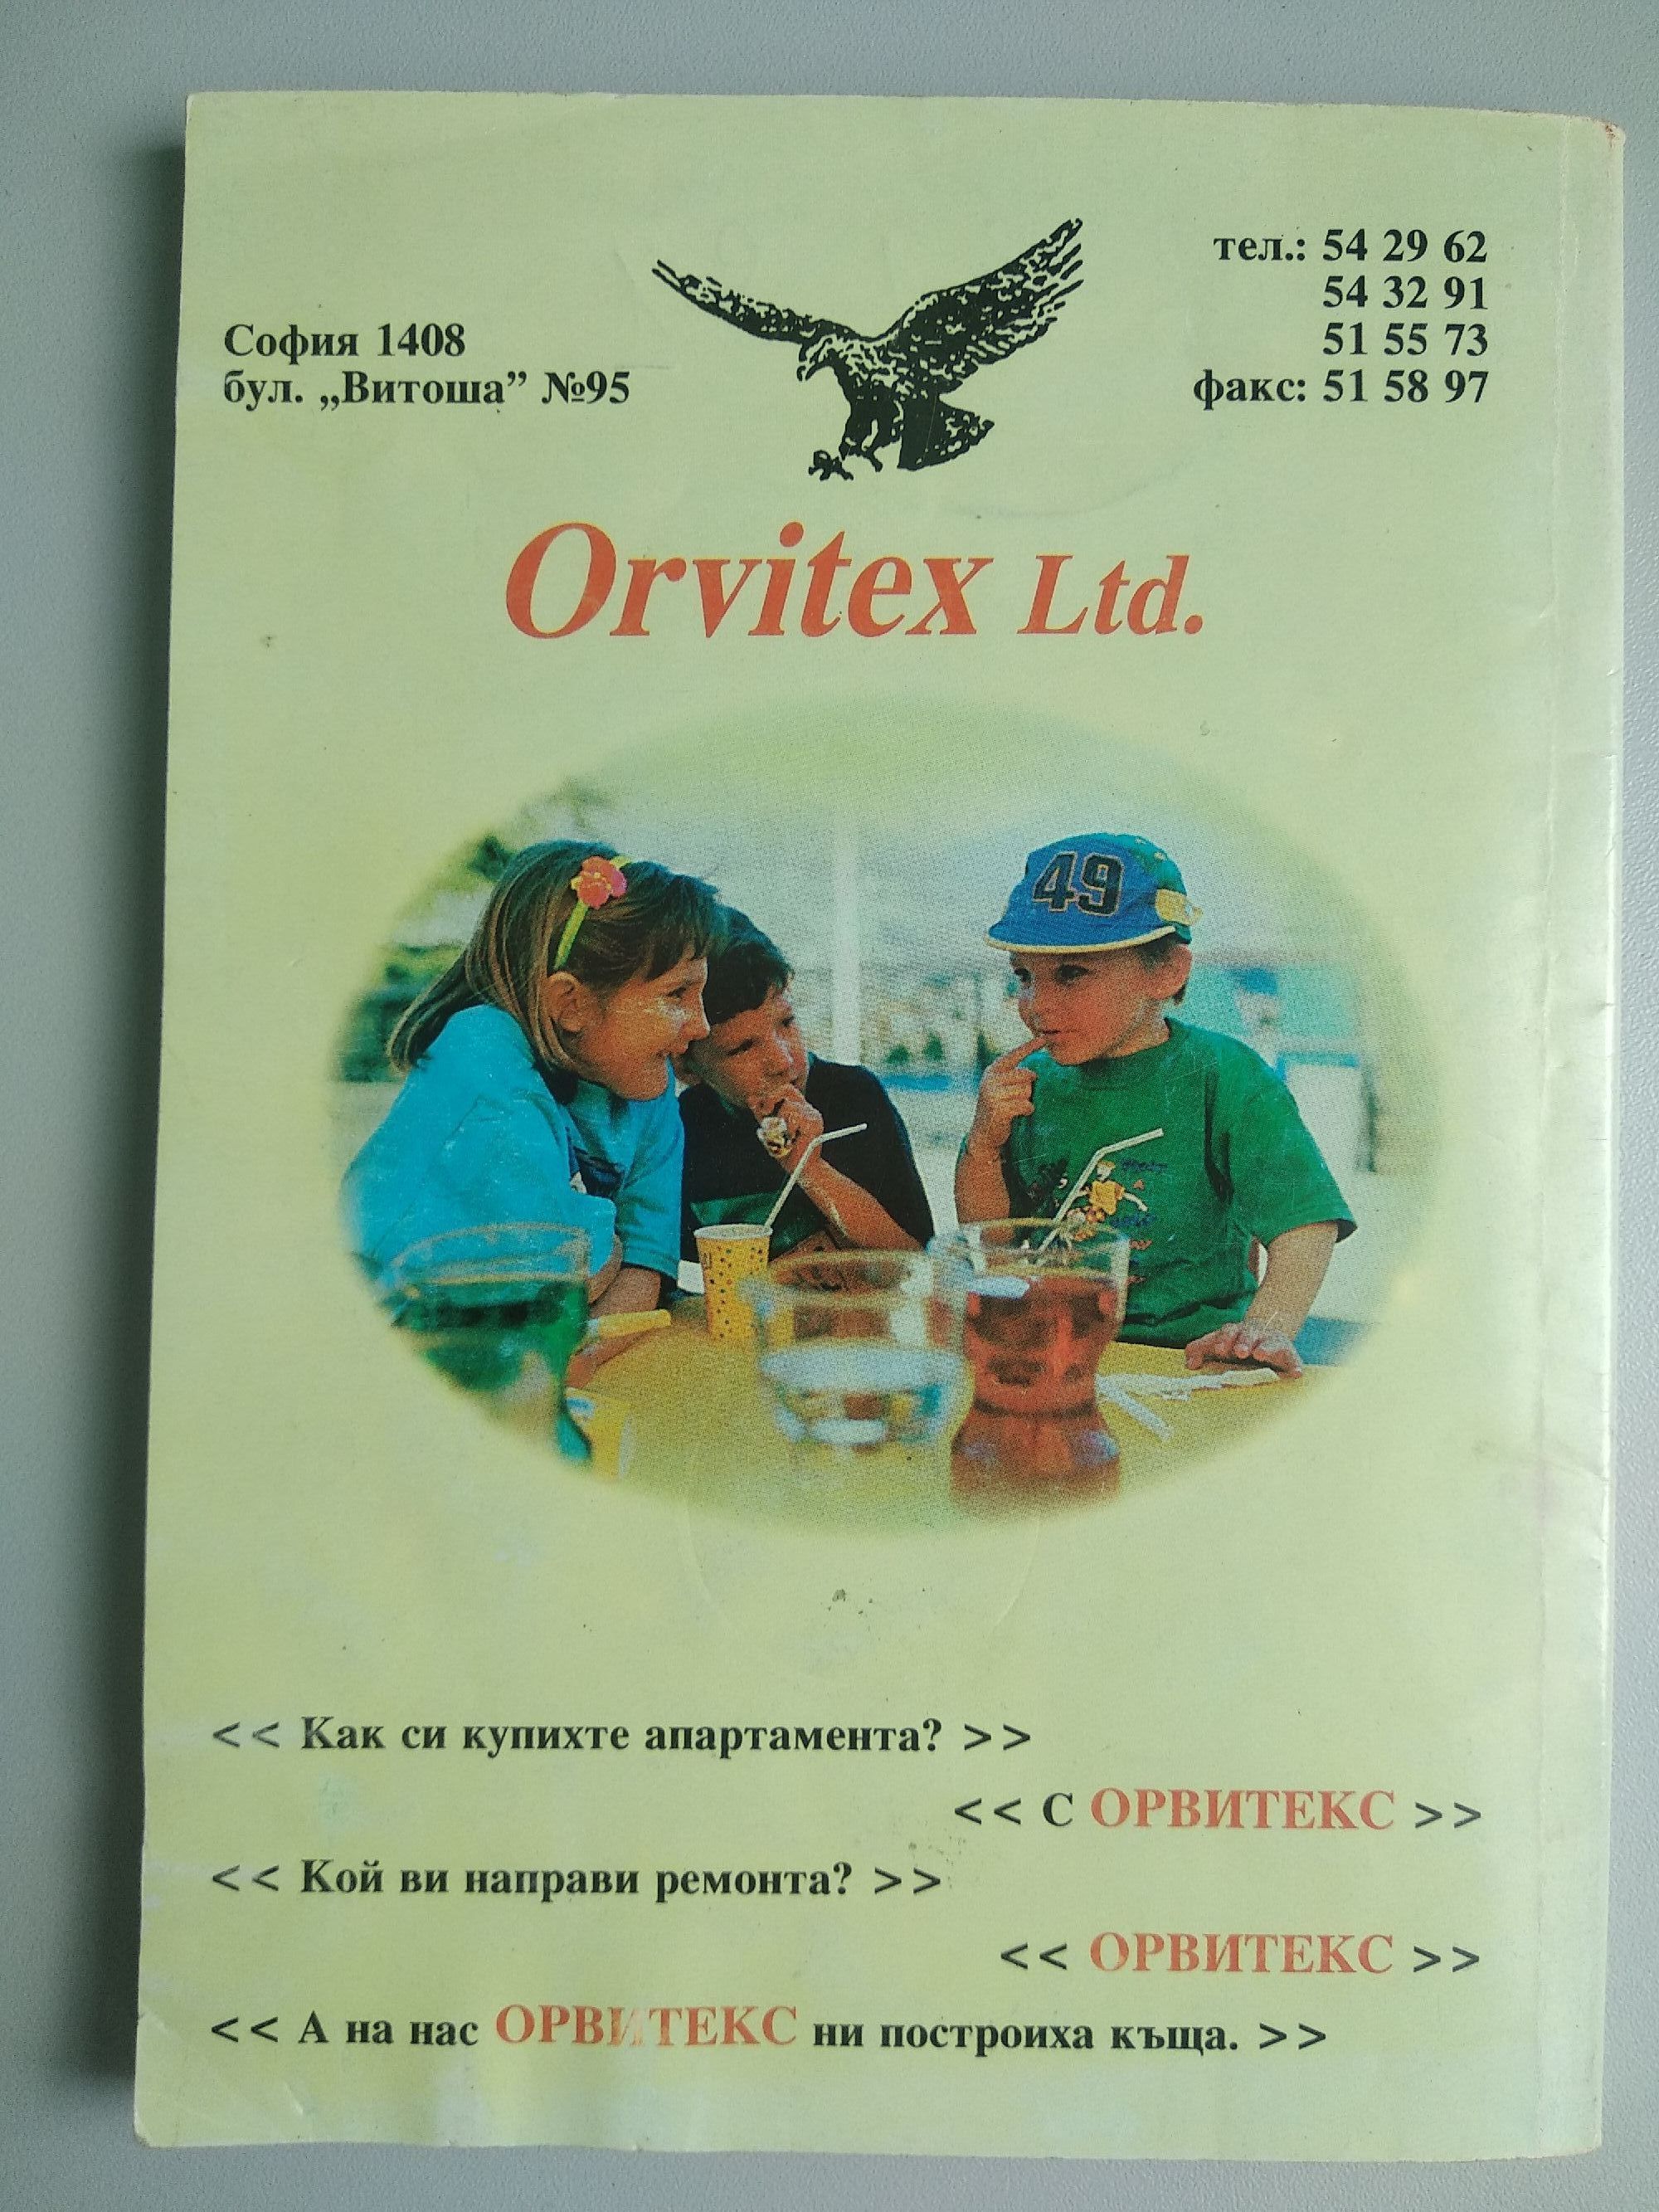 София 1408
бул. „Витоша” №95
тел.: 54 29 62
54 32 91
51 55 73
факс: 51 58 97
Orvitex Ltd.
49
<< Как си купихте апартамента? >>
<< С ОРВИТЕКС >>
<< Кой ви направи ремонта? >>
<< ОРВИТЕКС >>
<< А на нас ОРВИТЕКС ни построиха къща. >>